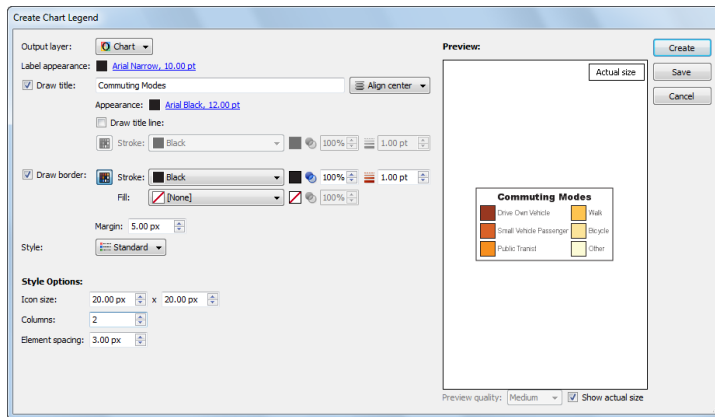 Create Chart Legend
Output layer: Chart
Label appearance: Arial Narrow, 10.00 pt
Draw title: Commuting Modes Align center
Appearance: Arial Black, 12.00 pt
Draw title line:
Stroke: Black 100% 1.00 pt
Draw border: Stroke: Black 100% 1.00 pt
Fill: [None] 100%
Margin: 5.00 px
Style: Standard
Style Options:
Icon size: 20.00 px x 20.00 px
Columns: 2
Element spacing: 3.00 px
Preview:
Actual size
Commuting Modes
Drive Own Vehicle Walk
Small Vehicle Passenger Bicycle
Public Transit Other
Preview quality: Medium Show actual size
Create
Save
Cancel